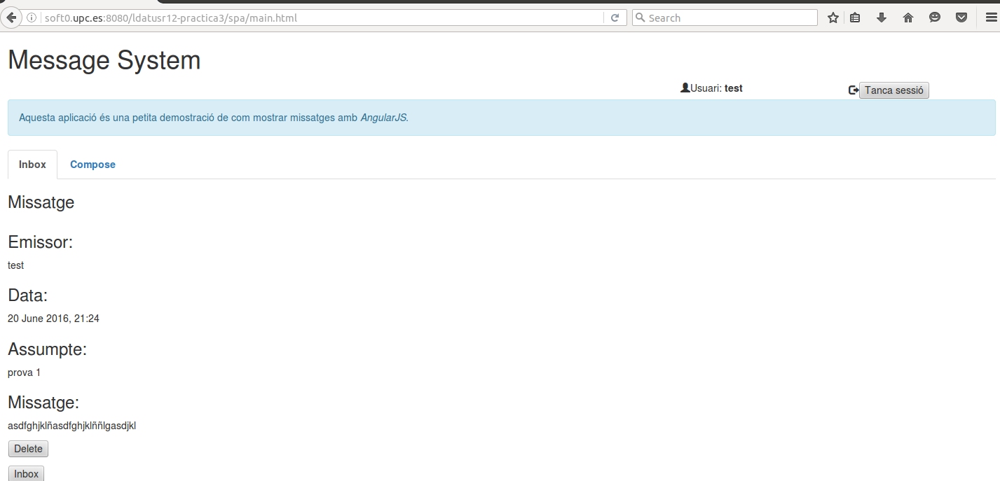 soft0.upc.es:8080/ldatusr12-practica3/spa/main.html
Search
Message System
Usuari: test
Tanca sessió
Aquesta aplicació és una petita demostració de com mostrar missatges amb AngularJS.
Inbox Compose
Missatge
Emissor:
test
Data:
20 June 2016, 21:24
Assumpte:
prova 1
Missatge:
asdfghjklñasdfghjklññlgasdjkl
Delete
Inbox